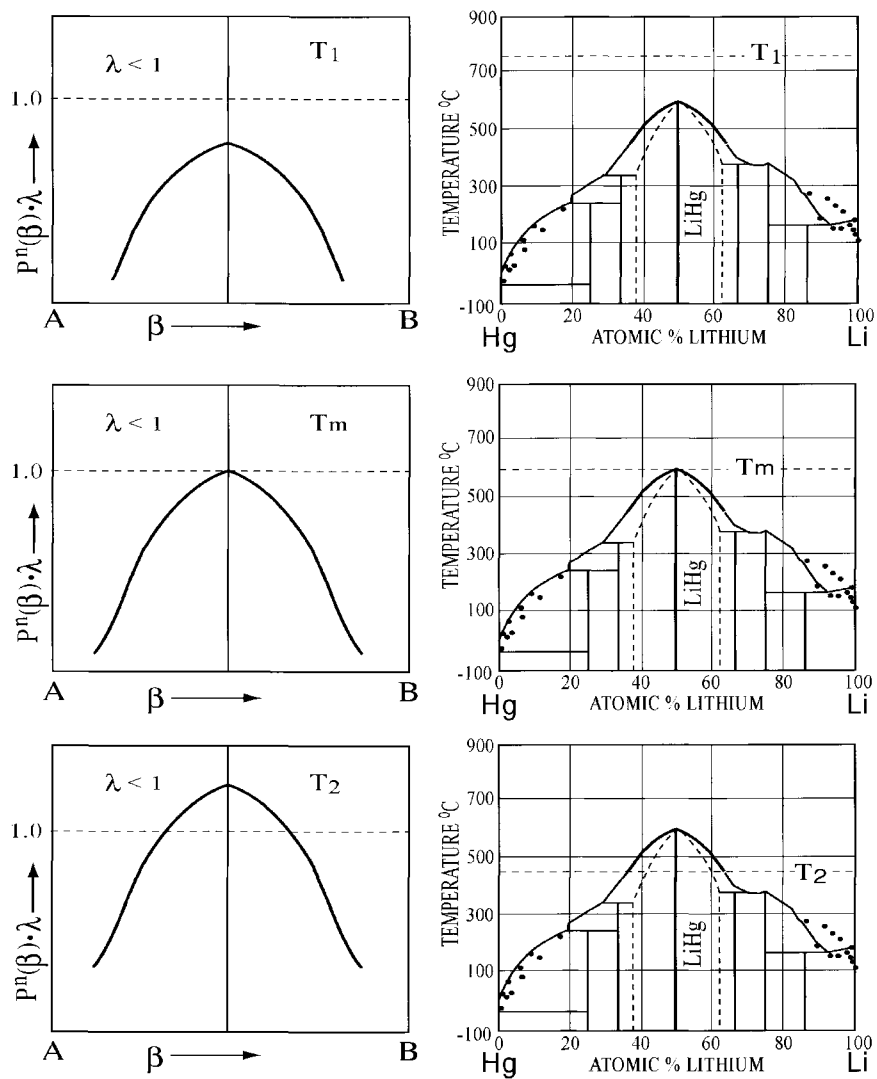 λ < 1 T1
1.0
Pⁿ(β)·λ
A β B
900
700
500
300
100
-100
TEMPERATURE ⁰C
T1
LiHg
0 20 40 60 80 100
Hg ATOMIC % LITHIUM Li
λ < 1 Tm
1.0
Pⁿ(β)·λ
A β B
900
700
500
300
100
-100
TEMPERATURE ⁰C
Tm
LiHg
0 20 40 60 80 100
Hg ATOMIC % LITHIUM Li
λ < 1 T2
1.0
Pⁿ(β)·λ
A β B
900
700
500
300
100
-100
TEMPERATURE ⁰C
T2
LiHg
0 20 40 60 80 100
Hg ATOMIC % LITHIUM Li